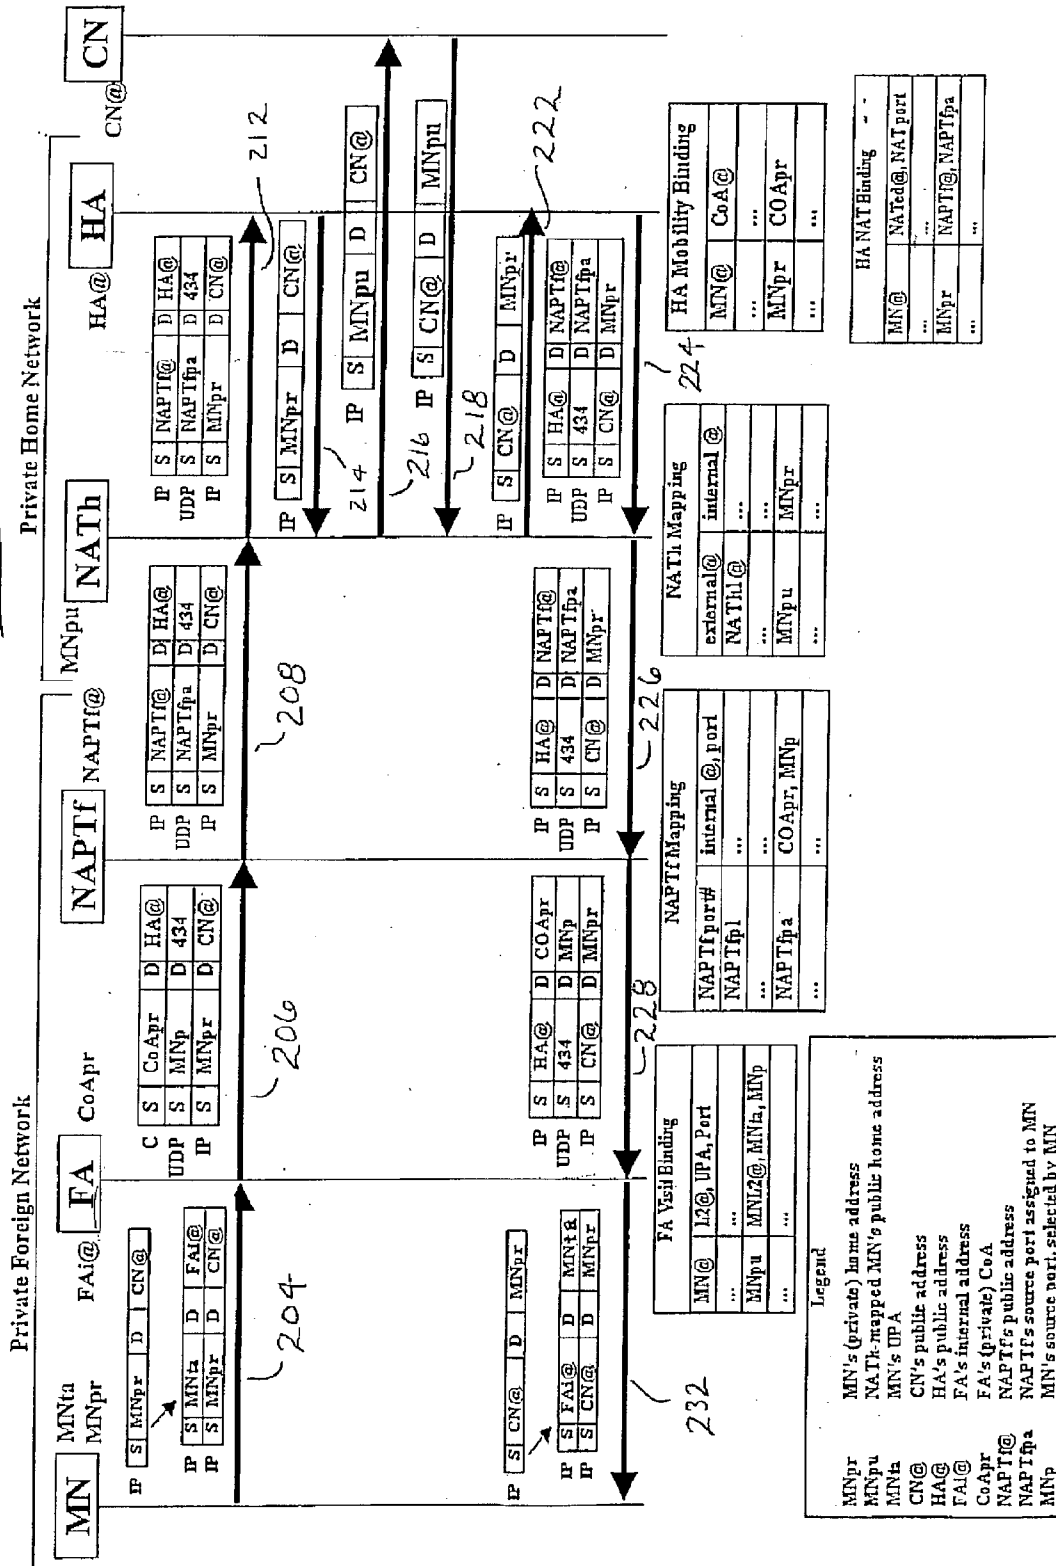 Private Foreign Network
Private Home Network
MN
MNta
MNpr
FAi@
FA
CoApr
NAPTf
NAPTf@
MNpu
NATh
HA@
HA
CN@
CN
IP S MNpr D CN@
IP S MNta D FAi@
IP S MNpr D CN@
204
C S CoApr D HA@
UDP S MNp D 434
IP S MNpr D CN@
206
IP S NAPTf@ D HA@
UDP S NAPTfpa D 434
IP S MNpr D CN@
208
IP S NAPTf@ D HA@
UDP S NAPTfpa D 434
IP S MNpr D CN@
212
IP S MNpr D CN@
214
IP S MNpu D CN@
216
IP S CN@ D MNpu
218
IP S CN@ D MNpr
222
IP S HA@ D NAPTf@
UDP S 434 D NAPTfpa
IP S CN@ D MNpr
224
IP S HA@ D NAPTf@
UDP S 434 D NAPTfpa
IP S CN@ D MNpr
226
IP S HA@ D COApr
UDP S 434 D MNp
IP S CN@ D MNpr
228
IP S CN@ D MNpr
IP S FAi@ D MNta
IP S CN@ D MNpr
232
FA Visit Binding
MN@ L2@, UPA, Port
... ...
MNpu MNL2@, MNta, MNp
... ...
NAPTf Mapping
NAPTfport# internal @, port
NAPTfp1 ...
... ...
NAPTfpa COApr, MNp
... ...
NATh Mapping
external@ internal @
NATh1@ ...
... ...
MNpu MNpr
... ...
HA Mobility Binding
MN@ CoA@
... ...
MNpr COApr
... ...
HA NAT Binding
MN@ NATed@, NAT port
... ...
MNpr NAPTf@, NAPTfpa
... ...
Legend
MNpr MN's (private) home address
MNpu NATh-mapped MN's public home address
MNta MN's UPA
CN@ CN's public address
HA@ HA's public address
FAi@ FA's internal address
CoApr FA's (private) CoA
NAPTf@ NAPTf's public address
NAPTfpa NAPTf's source port assigned to MN
MNp MN's source port, selected by MN